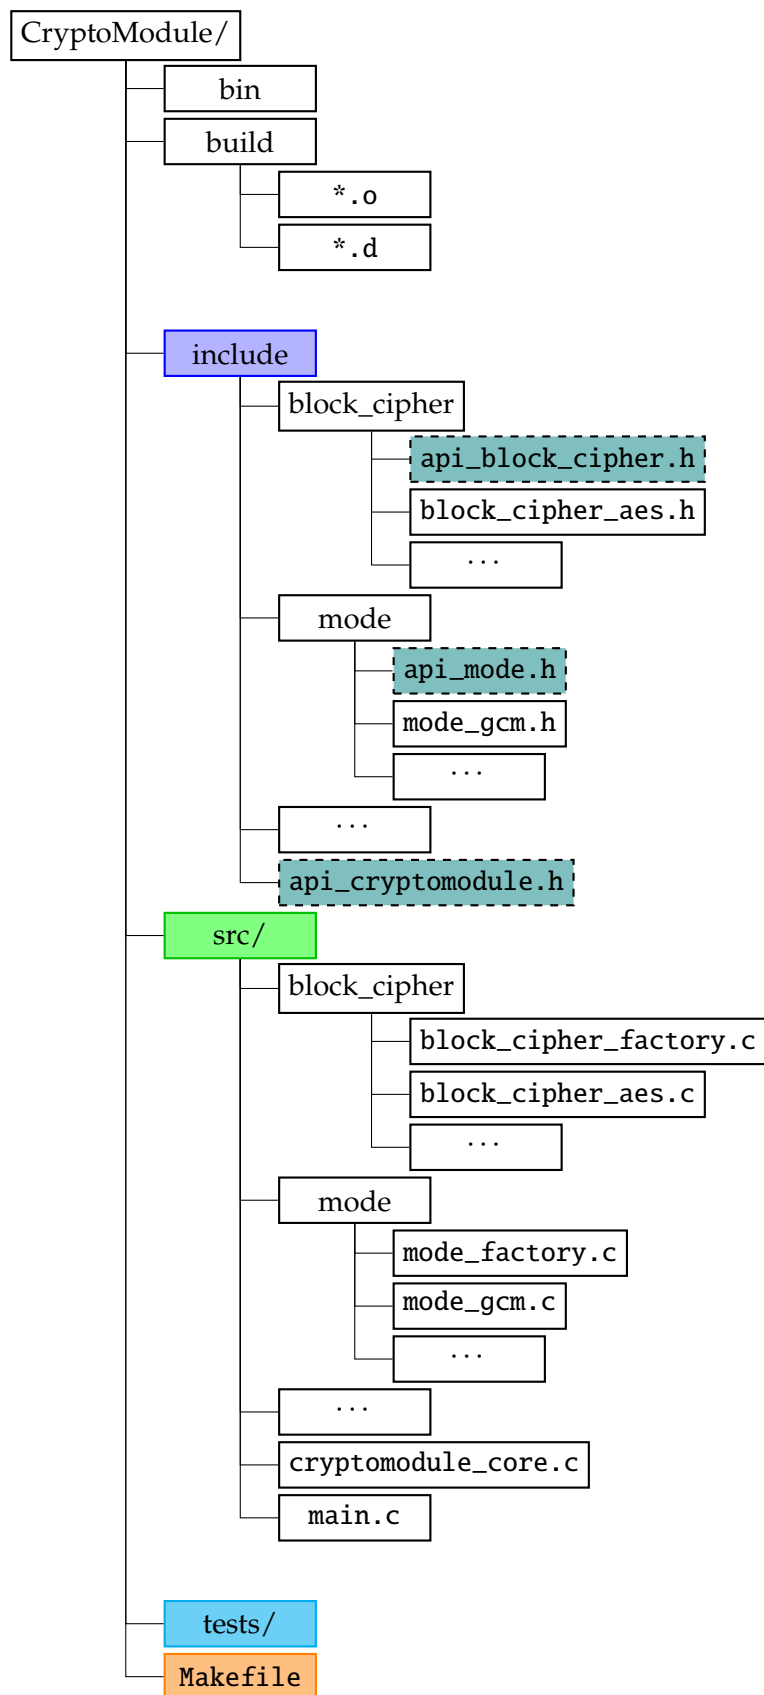 CryptoModule/
bin
build
*.o
*.d
include
block_cipher
api_block_cipher.h
block_cipher_aes.h
...
mode
api_mode.h
mode_gcm.h
...
...
api_cryptomodule.h
src/
block_cipher
block_cipher_factory.c
block_cipher_aes.c
...
mode
mode_factory.c
mode_gcm.c
...
...
cryptomodule_core.c
main.c
tests/
Makefile